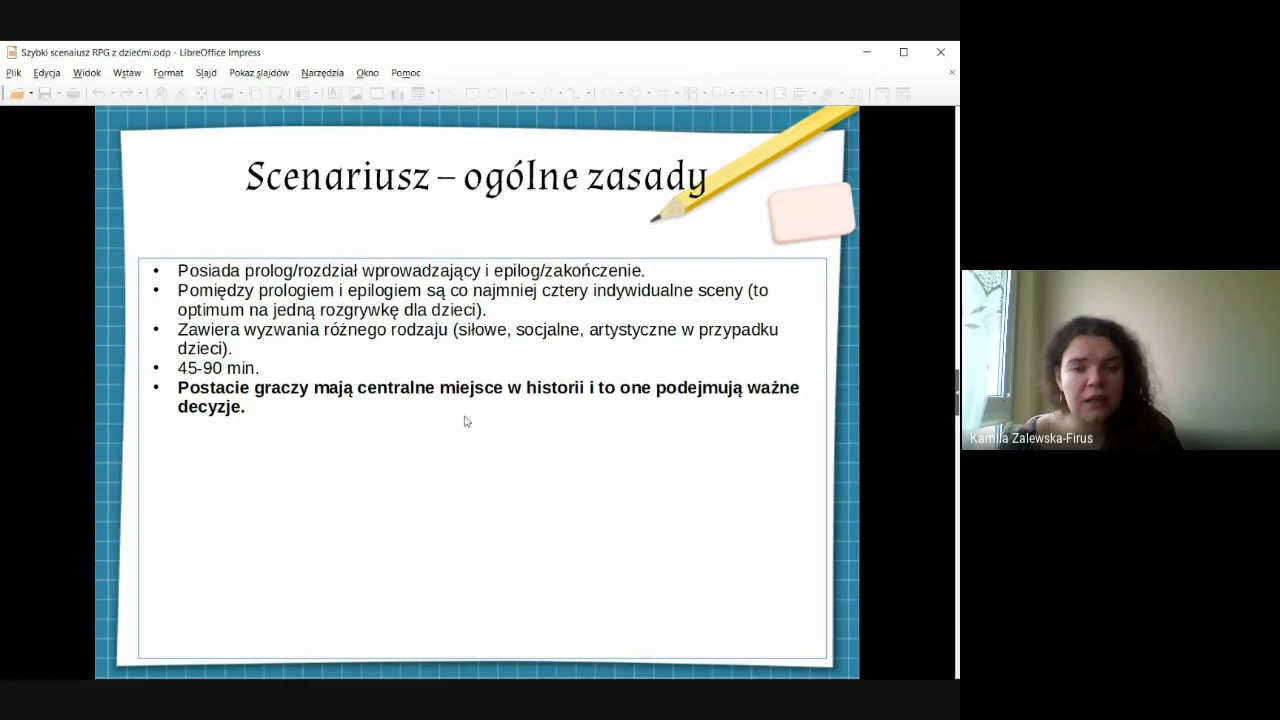 Szybki scenaiusz RPG z dziećmi.odp - LibreOffice Impress
Plik Edycja Widok Wstaw Format Slajd Pokaz slajdów Narzędzia Okno Pomoc
Scenariusz – ogólne zasady
• Posiada prolog/rozdział wprowadzający i epilog/zakończenie.
• Pomiędzy prologiem i epilogiem są co najmniej cztery indywidualne sceny (to
optimum na jedną rozgrywkę dla dzieci).
• Zawiera wyzwania różnego rodzaju (siłowe, socjalne, artystyczne w przypadku
dzieci).
• 45-90 min.
• Postacie graczy mają centralne miejsce w historii i to one podejmują ważne
decyzje.
Kamila Zalewska-Firus